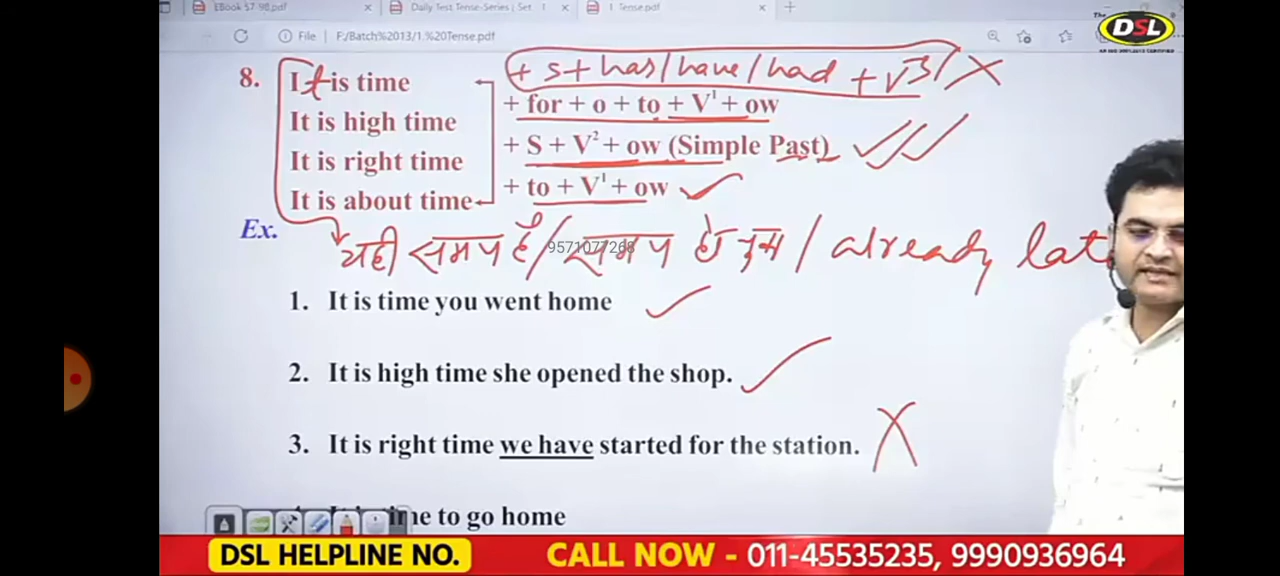 EBook 57-98.pdf
Daily Test Tense-Series | Set 1
1 Tense.pdf
File | F:/Batch%2013/1.%20Tense.pdf
The
DSL
+ S + has / have / had + V3 / X
8. It is time
+ for + o + to + V1 + ow
It is high time
+ S + V2 + ow (Simple Past)
It is right time
+ to + V1 + ow
It is about time
Ex.
यही समय है / समय हो चुका / already lat
9571077268
1. It is time you went home
2. It is high time she opened the shop.
3. It is right time we have started for the station. X
me to go home
DSL HELPLINE NO. CALL NOW - 011-45535235, 9990936964